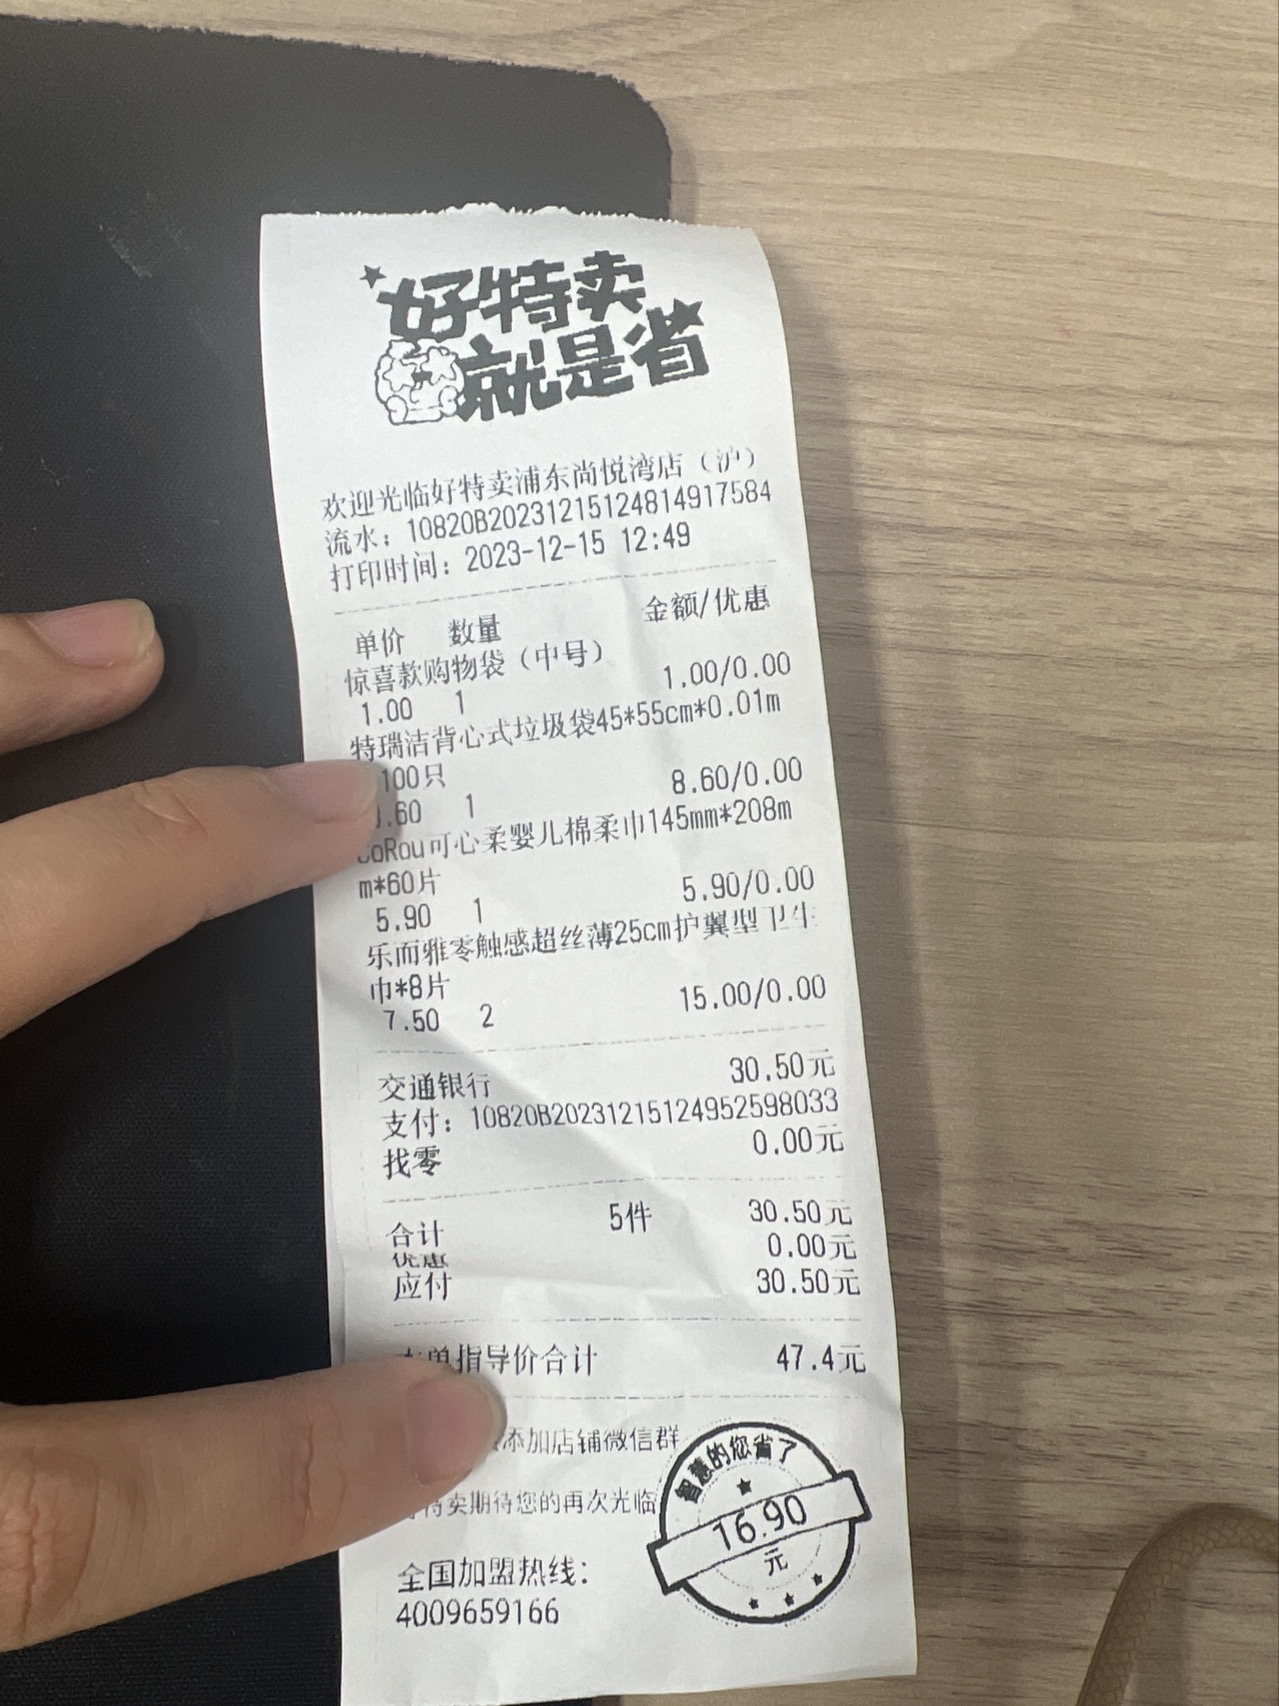 好特卖
就是省
欢迎光临好特卖浦东尚悦湾店（沪）
流水：10820B20231215124814917584
打印时间：2023-12-15 12:49
单价 数量 金额/优惠
惊喜款购物袋（中号）
1.00 1 1.00/0.00
特瑞洁背心式垃圾袋45*55cm*0.01m
100只
.60 1 8.60/0.00
oRou可心柔婴儿棉柔巾145mm*208m
m*60片
5.90 1 5.90/0.00
乐而雅零触感超丝薄25cm护翼型卫生
巾*8片
7.50 2 15.00/0.00
交通银行 30.50元
支付：10820B20231215124952598033
找零 0.00元
合计 5件 30.50元
优惠 0.00元
应付 30.50元
本单指导价合计 47.4元
添加店铺微信群
特卖期待您的再次光临
智慧的您省了
16.90
元
全国加盟热线：
4009659166